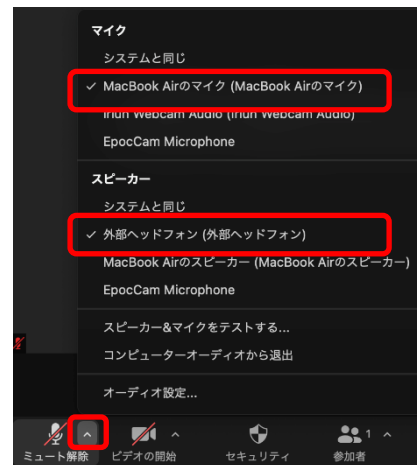 マイク
システムと同じ
✓ MacBook Airのマイク (MacBook Airのマイク)
Iriun Webcam Audio (Iriun Webcam Audio)
EpocCam Microphone
スピーカー
システムと同じ
✓ 外部ヘッドフォン (外部ヘッドフォン)
MacBook Airのスピーカー (MacBook Airのスピーカー)
EpocCam Microphone
スピーカー&マイクをテストする...
コンピューターオーディオから退出
オーディオ設定...
1
ミュート解除 ビデオの開始 セキュリティ 参加者